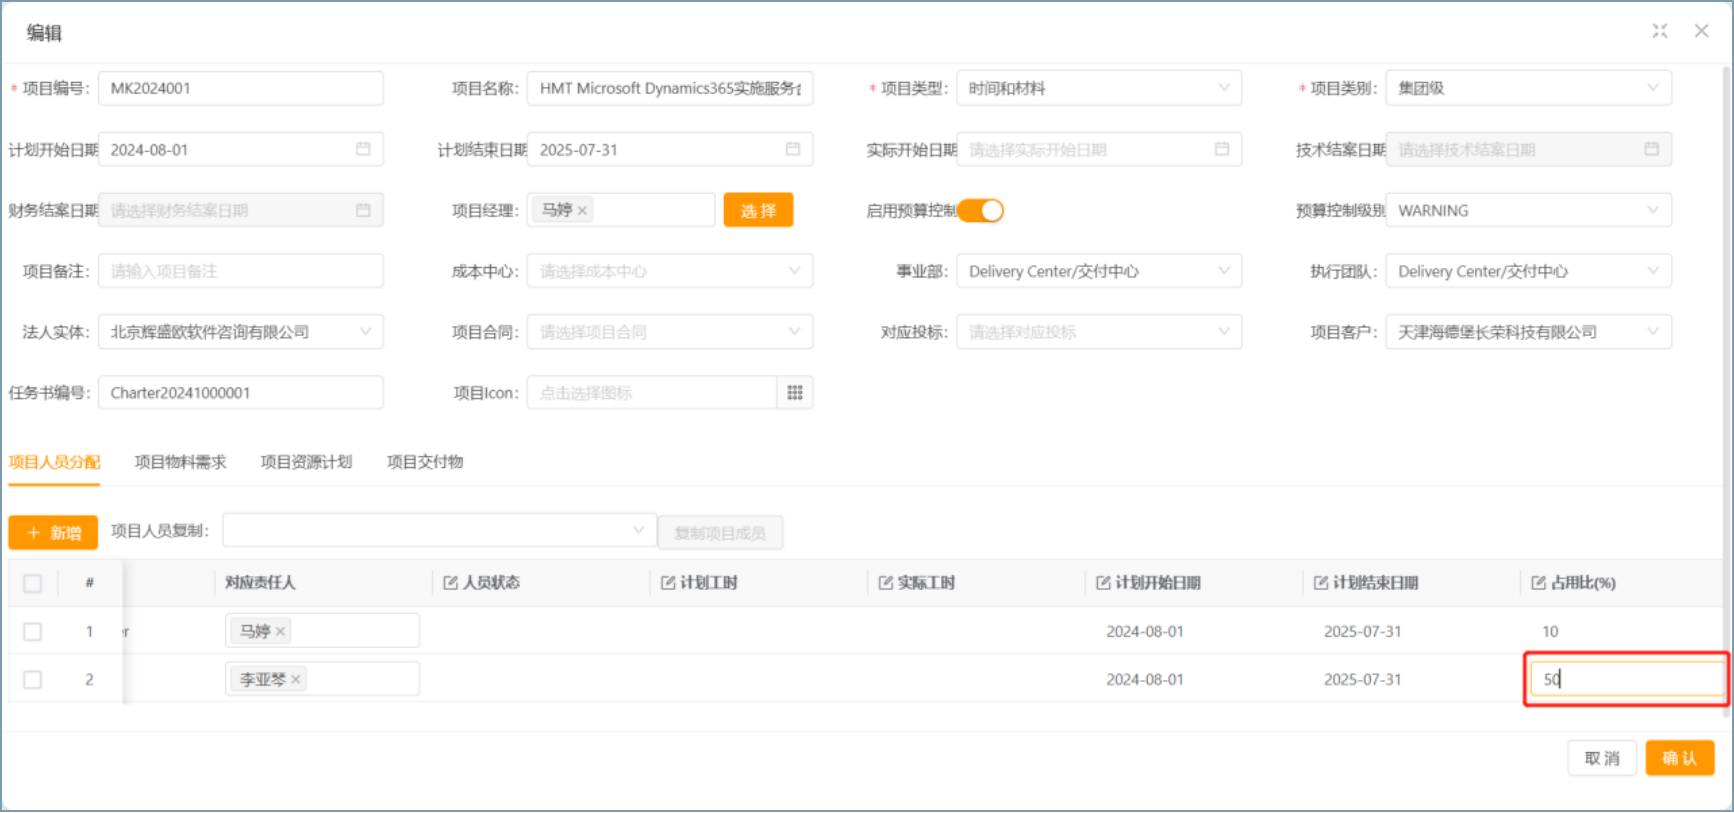 编辑
* 项目编号： MK2024001 项目名称： HMT Microsoft Dynamics365实施服务 * 项目类型： 时间和材料 * 项目类别： 集团级
计划开始日期 2024-08-01 计划结束日期 2025-07-31 实际开始日期 请选择实际开始日期 技术结案日期 请选择技术结案日期
财务结案日期 请选择财务结案日期 项目经理： 马婷 × 选择 启用预算控制 预算控制级别 WARNING
项目备注： 请输入项目备注 成本中心： 请选择成本中心 事业部： Delivery Center/交付中心 执行团队： Delivery Center/交付中心
法人实体： 北京辉盛欧软件咨询有限公司 项目合同： 请选择项目合同 对应投标： 请选择对应投标 项目客户： 天津海德堡长荣科技有限公司
任务书编号： Charter20241000001 项目Icon： 点击选择图标
项目人员分配 项目物料需求 项目资源计划 项目交付物
+ 新增 项目人员复制： 复制项目成员
# 对应责任人 人员状态 计划工时 实际工时 计划开始日期 计划结束日期 占用比(%)
1 er 马婷 × 2024-08-01 2025-07-31 10
2 李亚琴 × 2024-08-01 2025-07-31 50
取消 确认